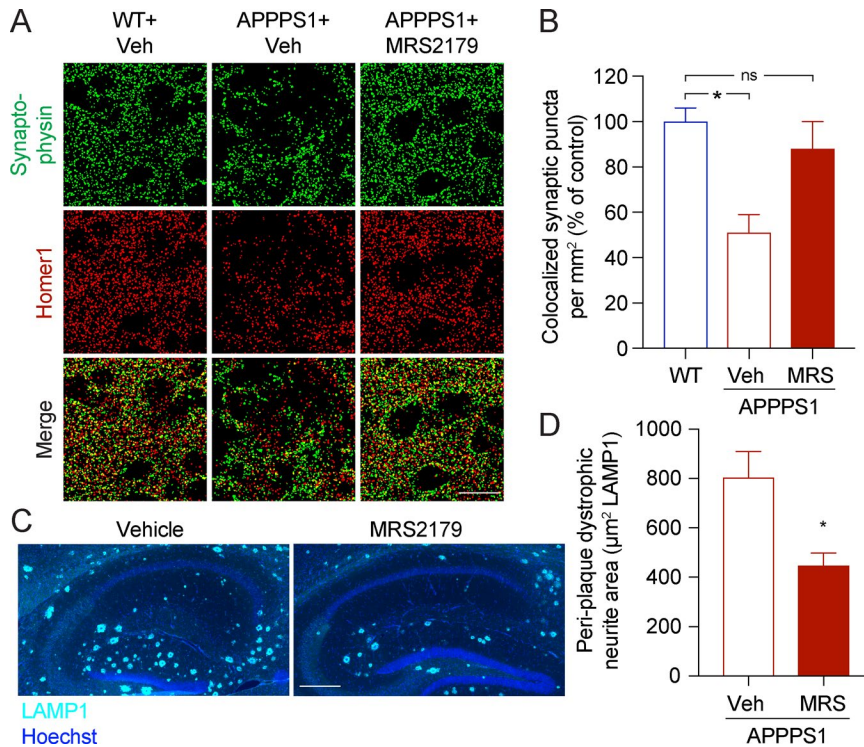 A
WT+
Veh
APPPS1+
Veh
APPPS1+
MRS2179
Synapto-
physin
Homer1
Merge
B
Colocalized synaptic puncta
per mm² (% of control)
120
100
80
60
40
20
0
ns
*
WT
Veh
MRS
APPPS1
C
Vehicle
MRS2179
LAMP1
Hoechst
D
Peri-plaque dystrophic
neurite area (µm² LAMP1)
1000
800
600
400
200
0
*
Veh
MRS
APPPS1